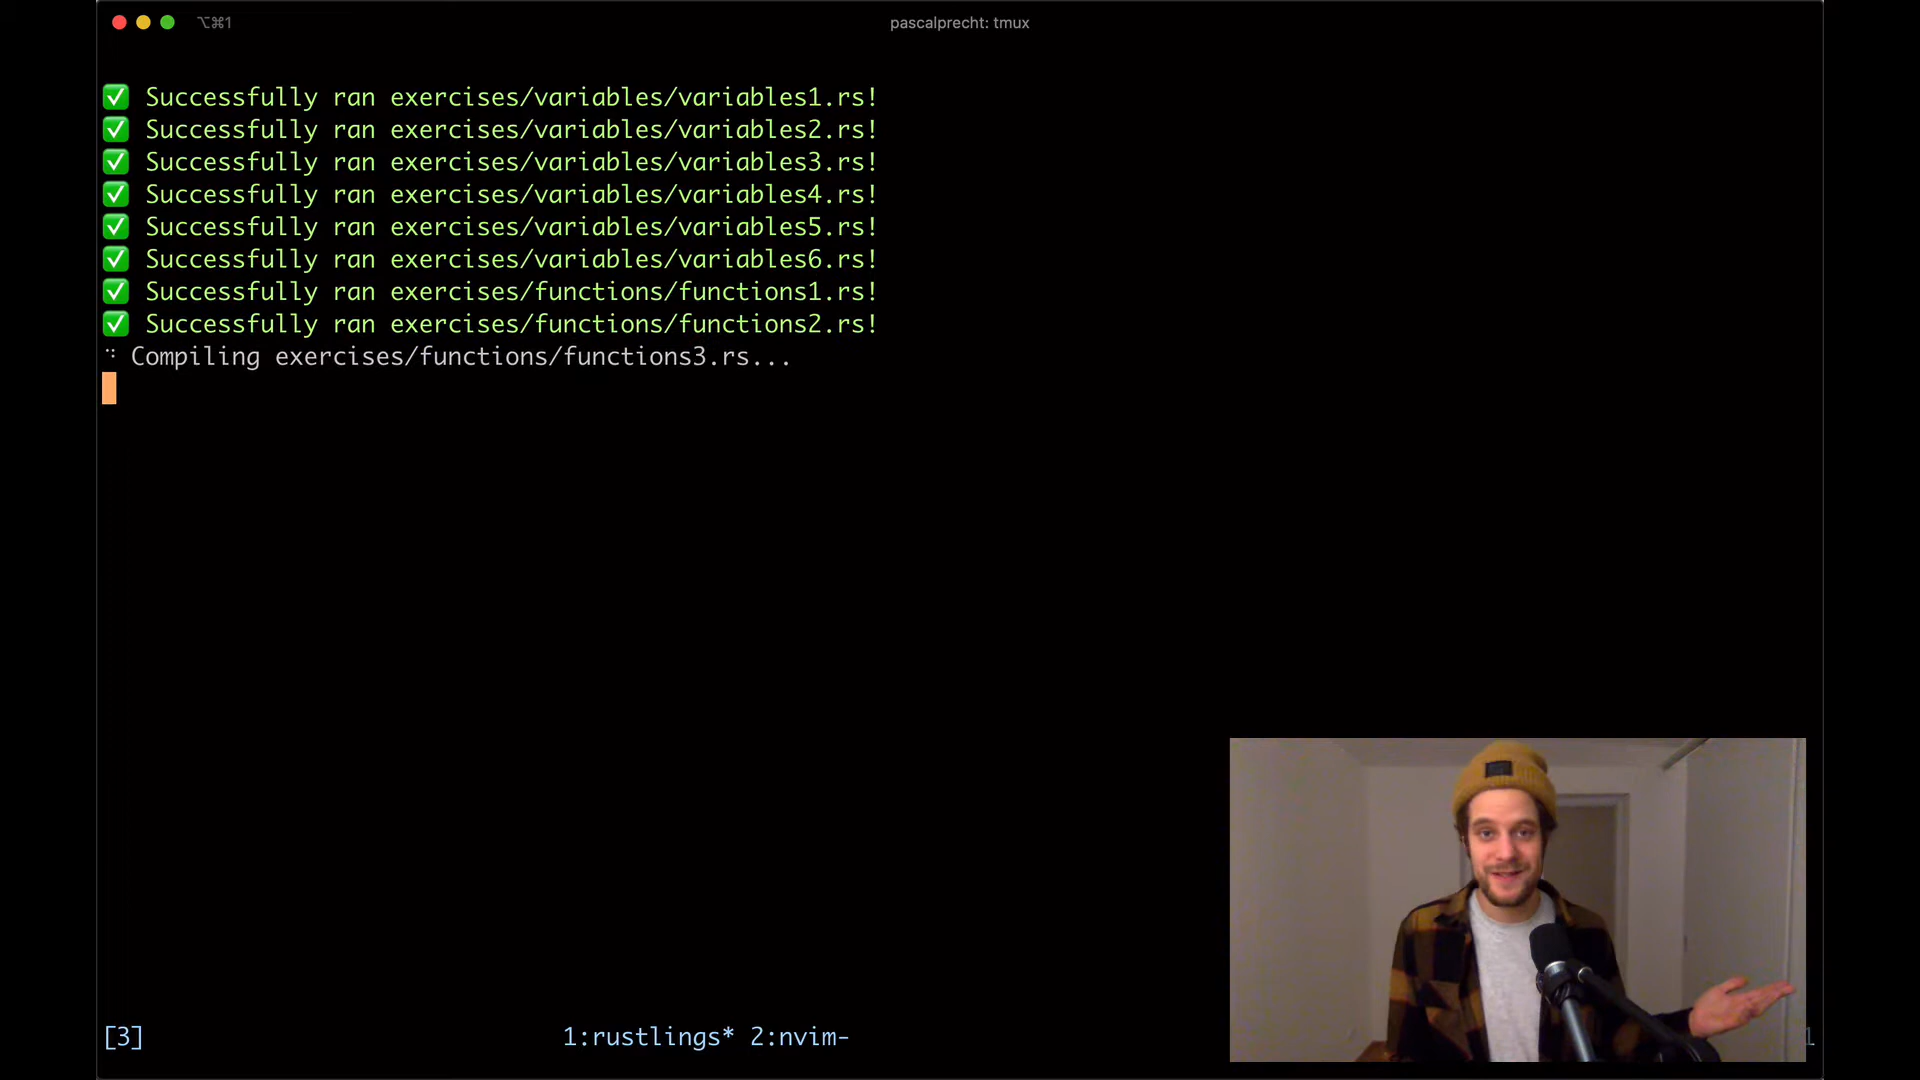 ⌥⌘1
pascalprecht: tmux
✅ Successfully ran exercises/variables/variables1.rs!
✅ Successfully ran exercises/variables/variables2.rs!
✅ Successfully ran exercises/variables/variables3.rs!
✅ Successfully ran exercises/variables/variables4.rs!
✅ Successfully ran exercises/variables/variables5.rs!
✅ Successfully ran exercises/variables/variables6.rs!
✅ Successfully ran exercises/functions/functions1.rs!
✅ Successfully ran exercises/functions/functions2.rs!
Compiling exercises/functions/functions3.rs...
[3] 1:rustlings* 2:nvim-